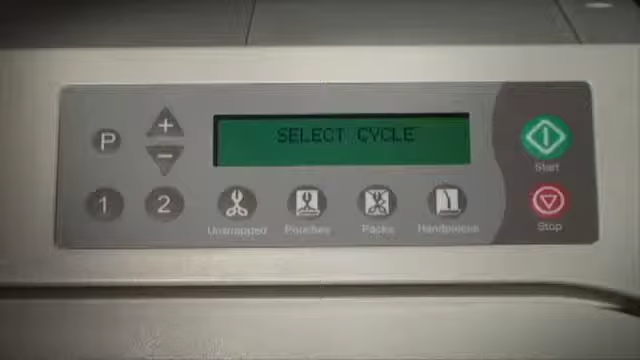 SELECT CYCLE
P
+
-
1
2
Unwrapped
Pouches
Packs
Handpieces
Start
Stop